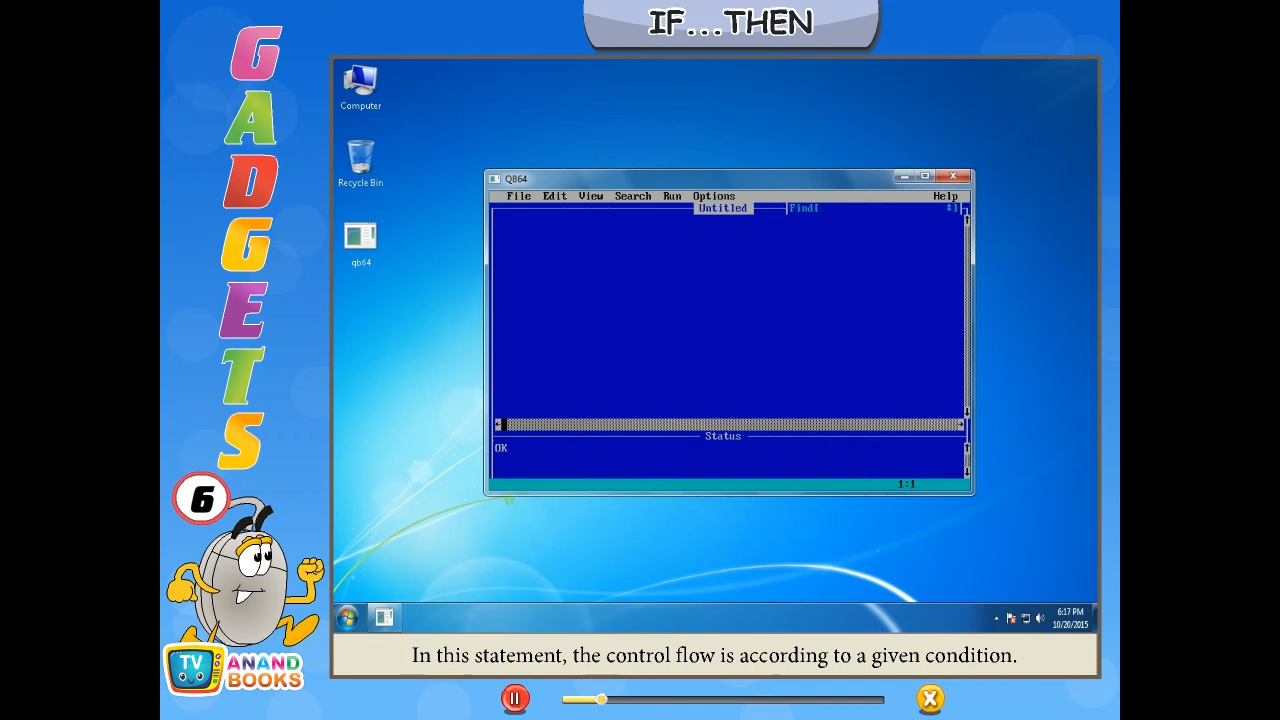 IF...THEN
GADGETS
6
Computer
Recycle Bin
qb64
QB64
File Edit View Search Run Options Help
Untitled Find[ ↕]
Status
OK
1:1
6:17 PM
10/20/2015
In this statement, the control flow is according to a given condition.
TV
ANAND
BOOKS